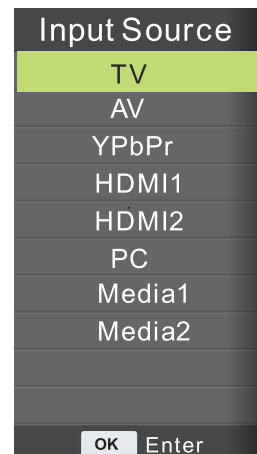 Input Source
TV
AV
YPbPr
HDMI1
HDMI2
PC
Media1
Media2
OK Enter